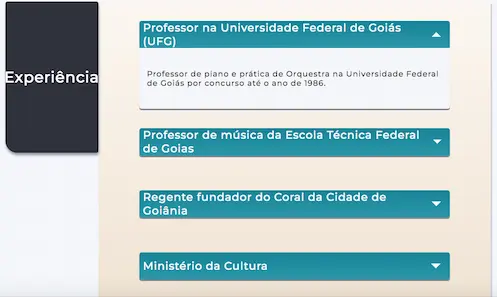 Experiência
Professor na Universidade Federal de Goiás
(UFG)
Professor de piano e prática de Orquestra na Universidade Federal
de Goiás por concurso até o ano de 1986.
Professor de música da Escola Técnica Federal
de Goias
Regente fundador do Coral da Cidade de
Goiânia
Ministério da Cultura